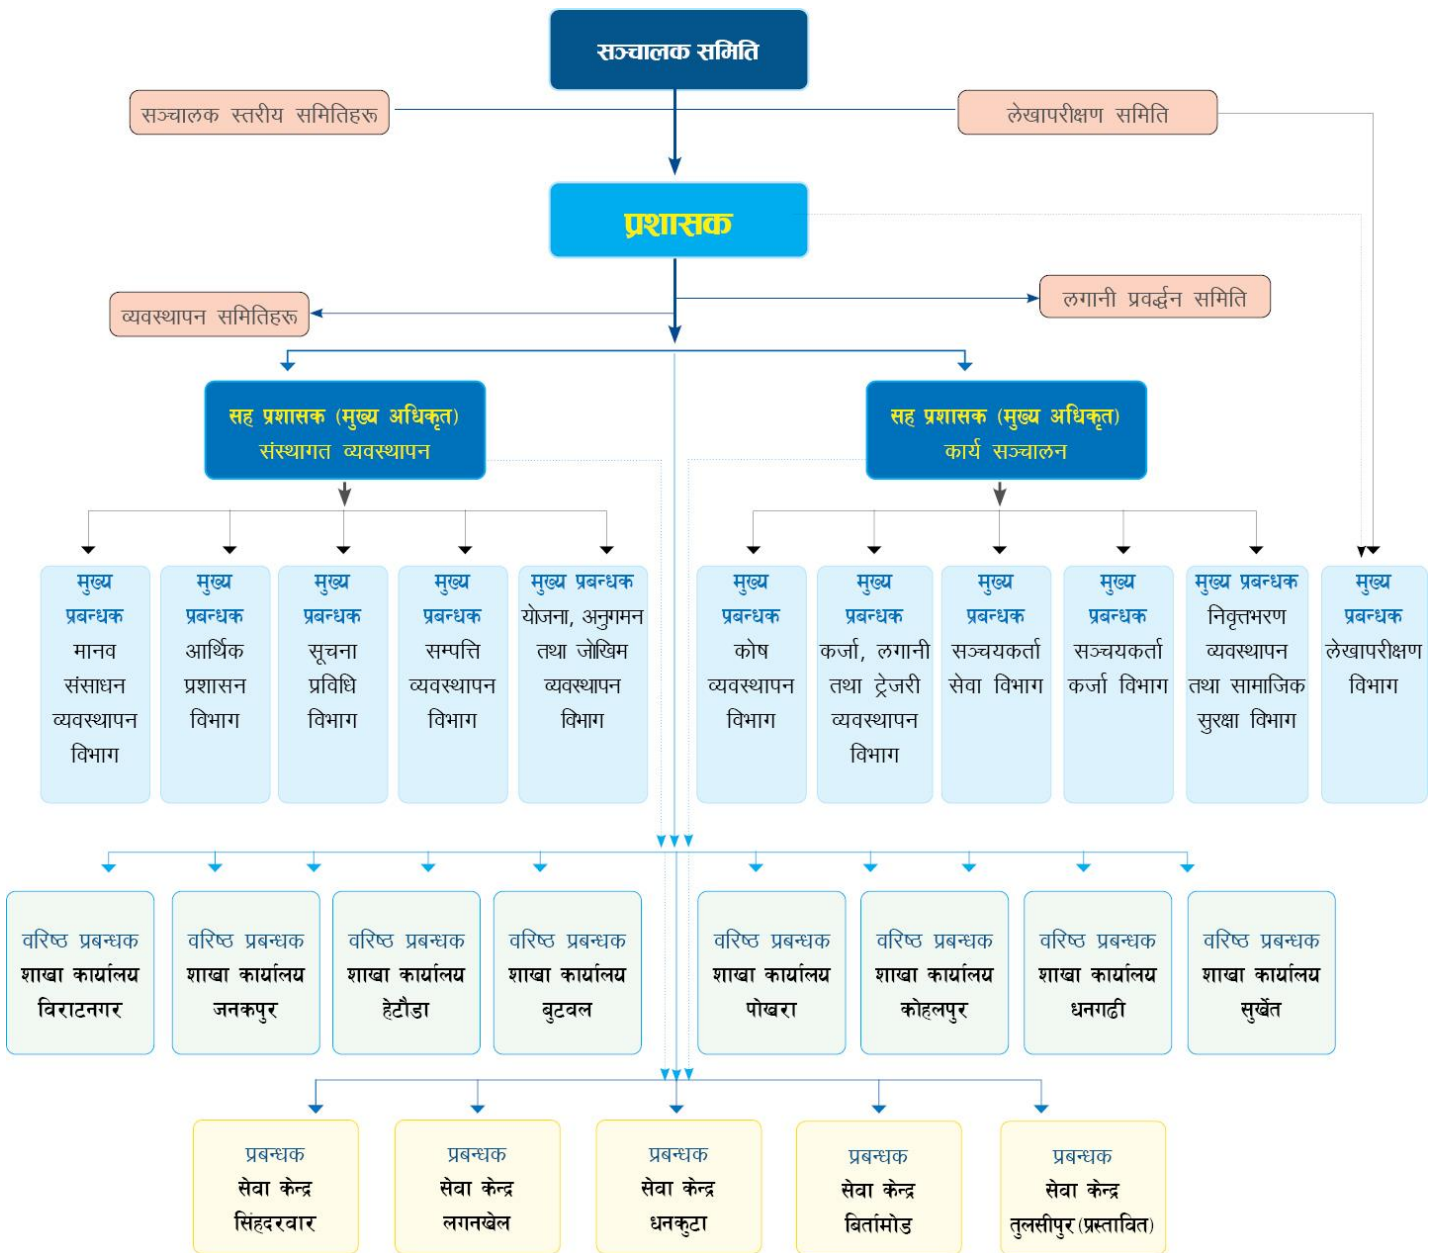 सञ्चालक समिति
सञ्चालक स्तरीय समितिहरू
लेखापरीक्षण समिति
प्रशासक
व्यवस्थापन समितिहरू
लगानी प्रवर्द्धन समिति
सह प्रशासक (मुख्य अधिकृत)
संस्थागत व्यवस्थापन
सह प्रशासक (मुख्य अधिकृत)
कार्य सञ्चालन
मुख्य
प्रबन्धक
मानव
संसाधन
व्यवस्थापन
विभाग
मुख्य
प्रबन्धक
आर्थिक
प्रशासन
विभाग
मुख्य
प्रबन्धक
सूचना
प्रविधि
विभाग
मुख्य
प्रबन्धक
सम्पत्ति
व्यवस्थापन
विभाग
मुख्य प्रबन्धक
योजना, अनुगमन
तथा जोखिम
व्यवस्थापन
विभाग
मुख्य
प्रबन्धक
कोष
व्यवस्थापन
विभाग
मुख्य
प्रबन्धक
कर्जा, लगानी
तथा ट्रेजरी
व्यवस्थापन
विभाग
मुख्य
प्रबन्धक
सञ्चयकर्ता
सेवा विभाग
मुख्य
प्रबन्धक
सञ्चयकर्ता
कर्जा विभाग
मुख्य प्रबन्धक
निवृत्तभरण
व्यवस्थापन
तथा सामाजिक
सुरक्षा विभाग
मुख्य
प्रबन्धक
लेखापरीक्षण
विभाग
वरिष्ठ प्रबन्धक
शाखा कार्यालय
विराटनगर
वरिष्ठ प्रबन्धक
शाखा कार्यालय
जनकपुर
वरिष्ठ प्रबन्धक
शाखा कार्यालय
हेटौडा
वरिष्ठ प्रबन्धक
शाखा कार्यालय
बुटवल
वरिष्ठ प्रबन्धक
शाखा कार्यालय
पोखरा
वरिष्ठ प्रबन्धक
शाखा कार्यालय
कोहलपुर
वरिष्ठ प्रबन्धक
शाखा कार्यालय
धनगढी
वरिष्ठ प्रबन्धक
शाखा कार्यालय
सुर्खेत
प्रबन्धक
सेवा केन्द्र
सिंहदरवार
प्रबन्धक
सेवा केन्द्र
लगनखेल
प्रबन्धक
सेवा केन्द्र
धनकुटा
प्रबन्धक
सेवा केन्द्र
बिर्तामोड
प्रबन्धक
सेवा केन्द्र
तुलसीपुर (प्रस्तावित)